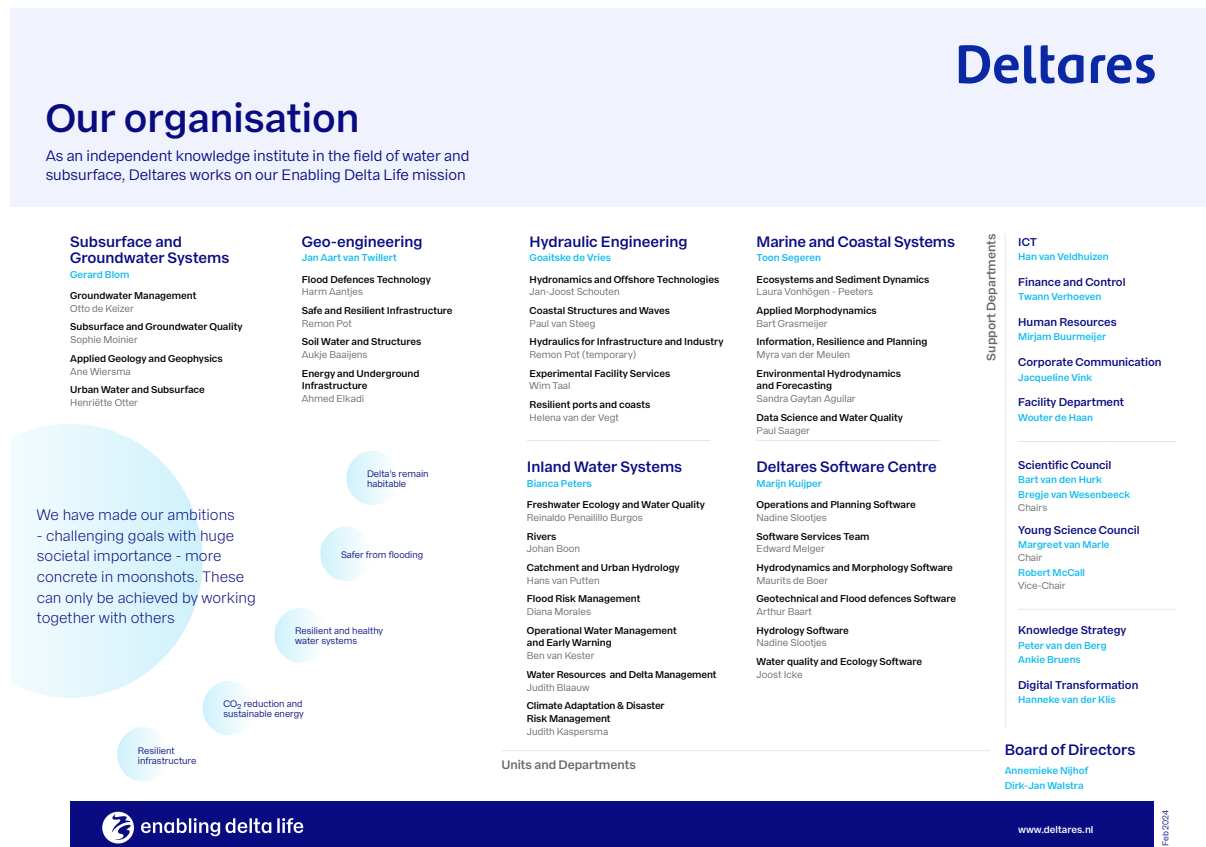 Deltares
Our organisation
As an independent knowledge institute in the field of water and
subsurface, Deltares works on our Enabling Delta Life mission
Subsurface and
Groundwater Systems
Gerard Blom
Groundwater Management
Otto de Keizer
Subsurface and Groundwater Quality
Sophie Moinier
Applied Geology and Geophysics
Ane Wiersma
Urban Water and Subsurface
Henriëtte Otter
Geo-engineering
Jan Aart van Twillert
Flood Defences Technology
Harm Aantjes
Safe and Resilient Infrastructure
Remon Pot
Soil Water and Structures
Aukje Baaijens
Energy and Underground
Infrastructure
Ahmed Elkadi
Hydraulic Engineering
Goaitske de Vries
Hydronamics and Offshore Technologies
Jan-Joost Schouten
Coastal Structures and Waves
Paul van Steeg
Hydraulics for Infrastructure and Industry
Remon Pot (temporary)
Experimental Facility Services
Wim Taal
Resilient ports and coasts
Helena van der Vegt
Marine and Coastal Systems
Toon Segeren
Ecosystems and Sediment Dynamics
Laura Vonhögen - Peeters
Applied Morphodynamics
Bart Grasmeijer
Information, Resilience and Planning
Myra van der Meulen
Environmental Hydrodynamics
and Forecasting
Sandra Gaytan Aguilar
Data Science and Water Quality
Paul Saager
Inland Water Systems
Bianca Peters
Freshwater Ecology and Water Quality
Reinaldo Penailillo Burgos
Rivers
Johan Boon
Catchment and Urban Hydrology
Hans van Putten
Flood Risk Management
Diana Morales
Operational Water Management
and Early Warning
Ben van Kester
Water Resources and Delta Management
Judith Blaauw
Climate Adaptation & Disaster
Risk Management
Judith Kaspersma
Deltares Software Centre
Marijn Kuijper
Operations and Planning Software
Nadine Slootjes
Software Services Team
Edward Melger
Hydrodynamics and Morphology Software
Maurits de Boer
Geotechnical and Flood defences Software
Arthur Baart
Hydrology Software
Nadine Slootjes
Water quality and Ecology Software
Joost Icke
Units and Departments
Support Departments
ICT
Han van Veldhuizen
Finance and Control
Twann Verhoeven
Human Resources
Mirjam Buurmeijer
Corporate Communication
Jacqueline Vink
Facility Department
Wouter de Haan
Scientific Council
Bart van den Hurk
Bregje van Wesenbeeck
Chairs
Young Science Council
Margreet van Marle
Chair
Robert McCall
Vice-Chair
Knowledge Strategy
Peter van den Berg
Ankie Bruens
Digital Transformation
Hanneke van der Klis
Board of Directors
Annemieke Nijhof
Dirk-Jan Walstra
We have made our ambitions
- challenging goals with huge
societal importance - more
concrete in moonshots. These
can only be achieved by working
together with others
Delta's remain
habitable
Safer from flooding
Resilient and healthy
water systems
CO₂ reduction and
sustainable energy
Resilient
infrastructure
enabling delta life
www.deltares.nl
Feb2024